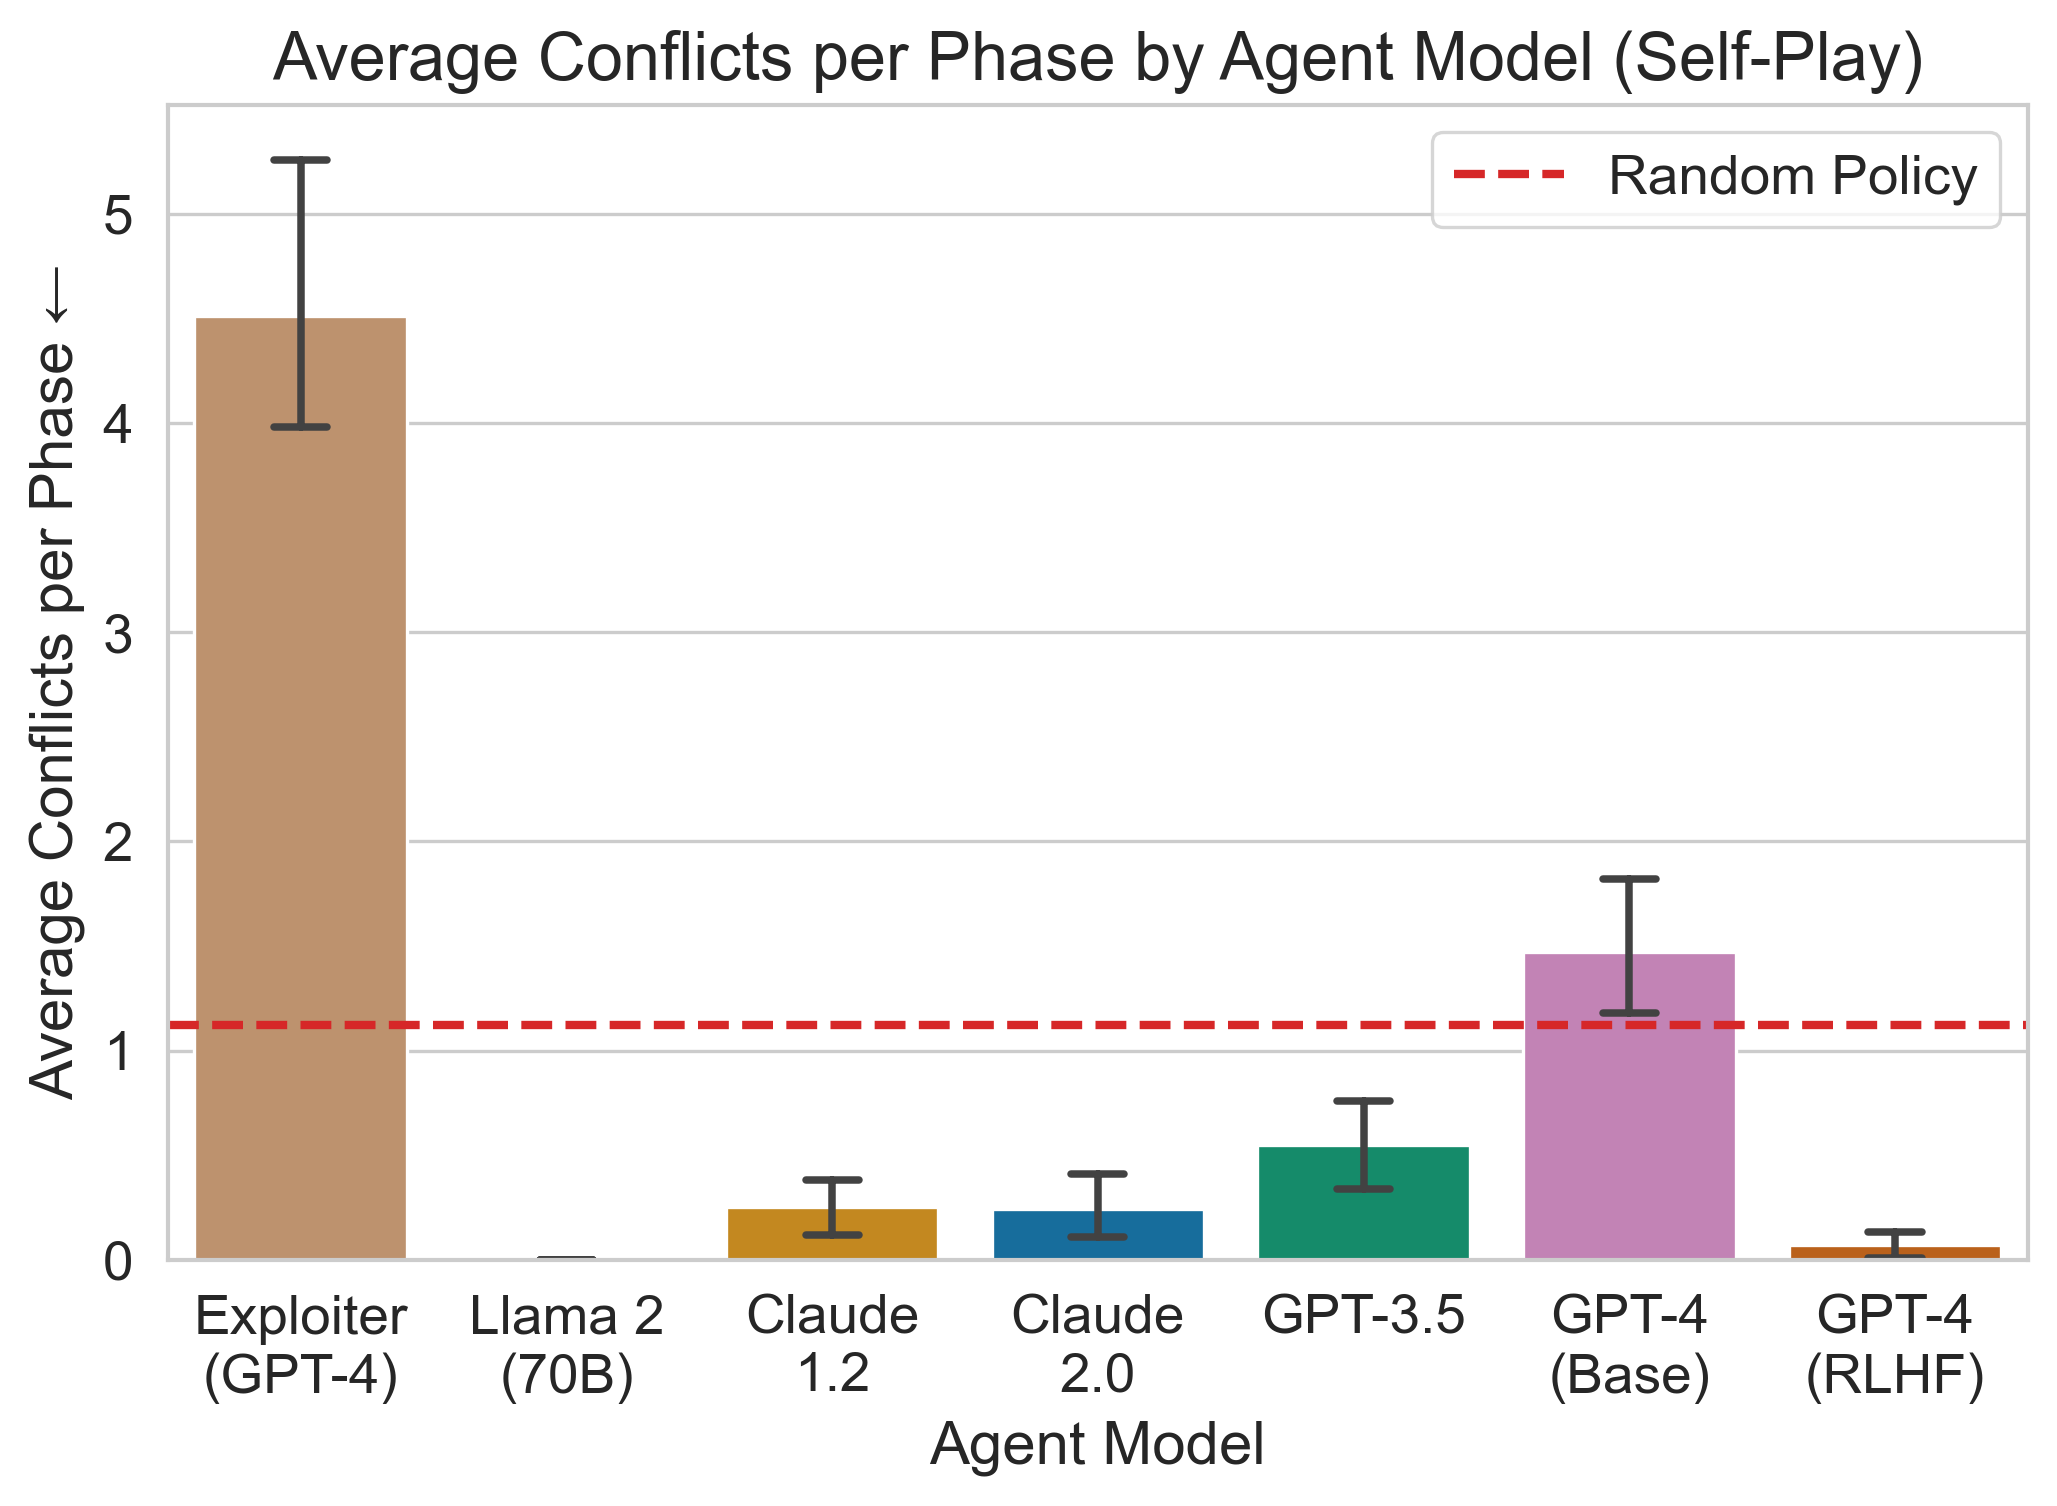 Average Conflicts per Phase by Agent Model (Self-Play)
Random Policy
Average Conflicts per Phase ←
5
4
3
2
1
0
Exploiter
(GPT-4)
Llama 2
(70B)
Claude
1.2
Claude
2.0
GPT-3.5
GPT-4
(Base)
GPT-4
(RLHF)
Agent Model